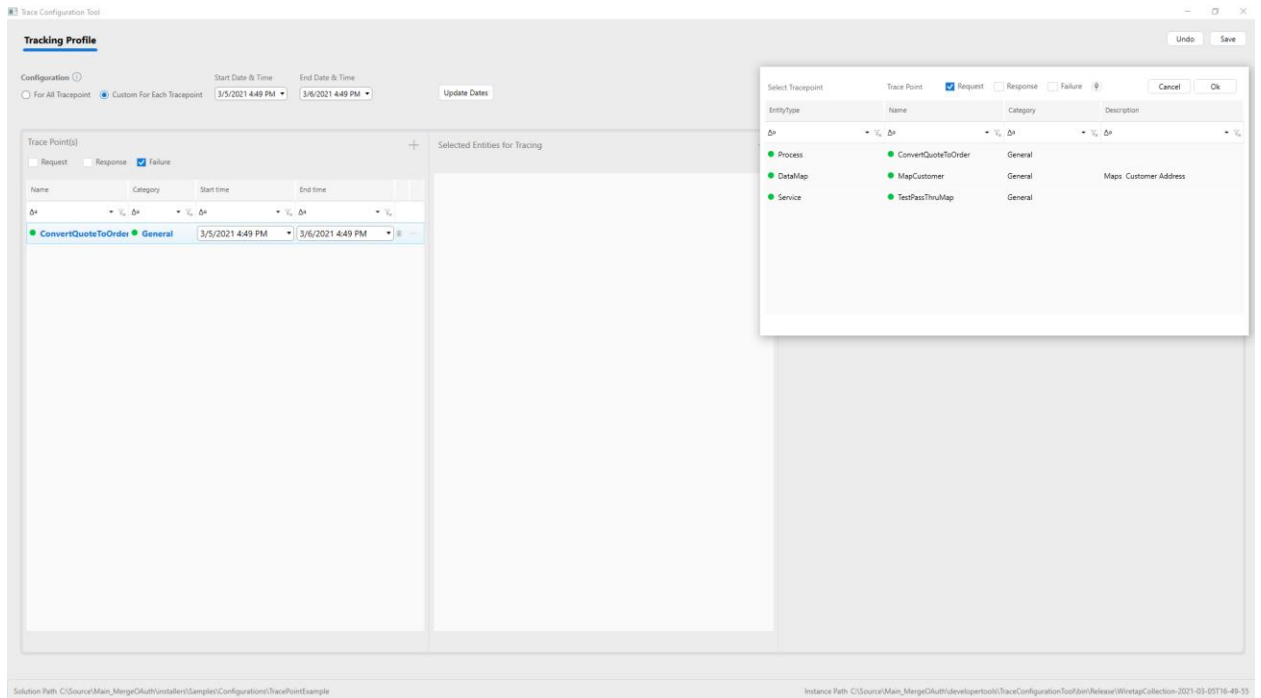 Trace Configuration Tool
Tracking Profile
Undo Save
Configuration
Start Date & Time End Date & Time
For All Tracepoint Custom For Each Tracepoint 3/5/2021 4:49 PM 3/6/2021 4:49 PM Update Dates
Select Tracepoint Trace Point Request Response Failure Cancel Ok
EntityType Name Category Description
Process ConvertQuoteToOrder General
DataMap MapCustomer General Maps Customer Address
Service TestPassThruMap General
Trace Point(s)
Request Response Failure
Name Category Start time End time
ConvertQuoteToOrder General 3/5/2021 4:49 PM 3/6/2021 4:49 PM
Selected Entities for Tracing
Solution Path C:\Source\Main_MergeOAuth\installers\Samples\Configurations\TracePointExample
Instance Path C:\Source\Main_MergeOAuth\developertools\TraceConfigurationTool\bin\Release\WiretapCollection-2021-03-05T16-49-55